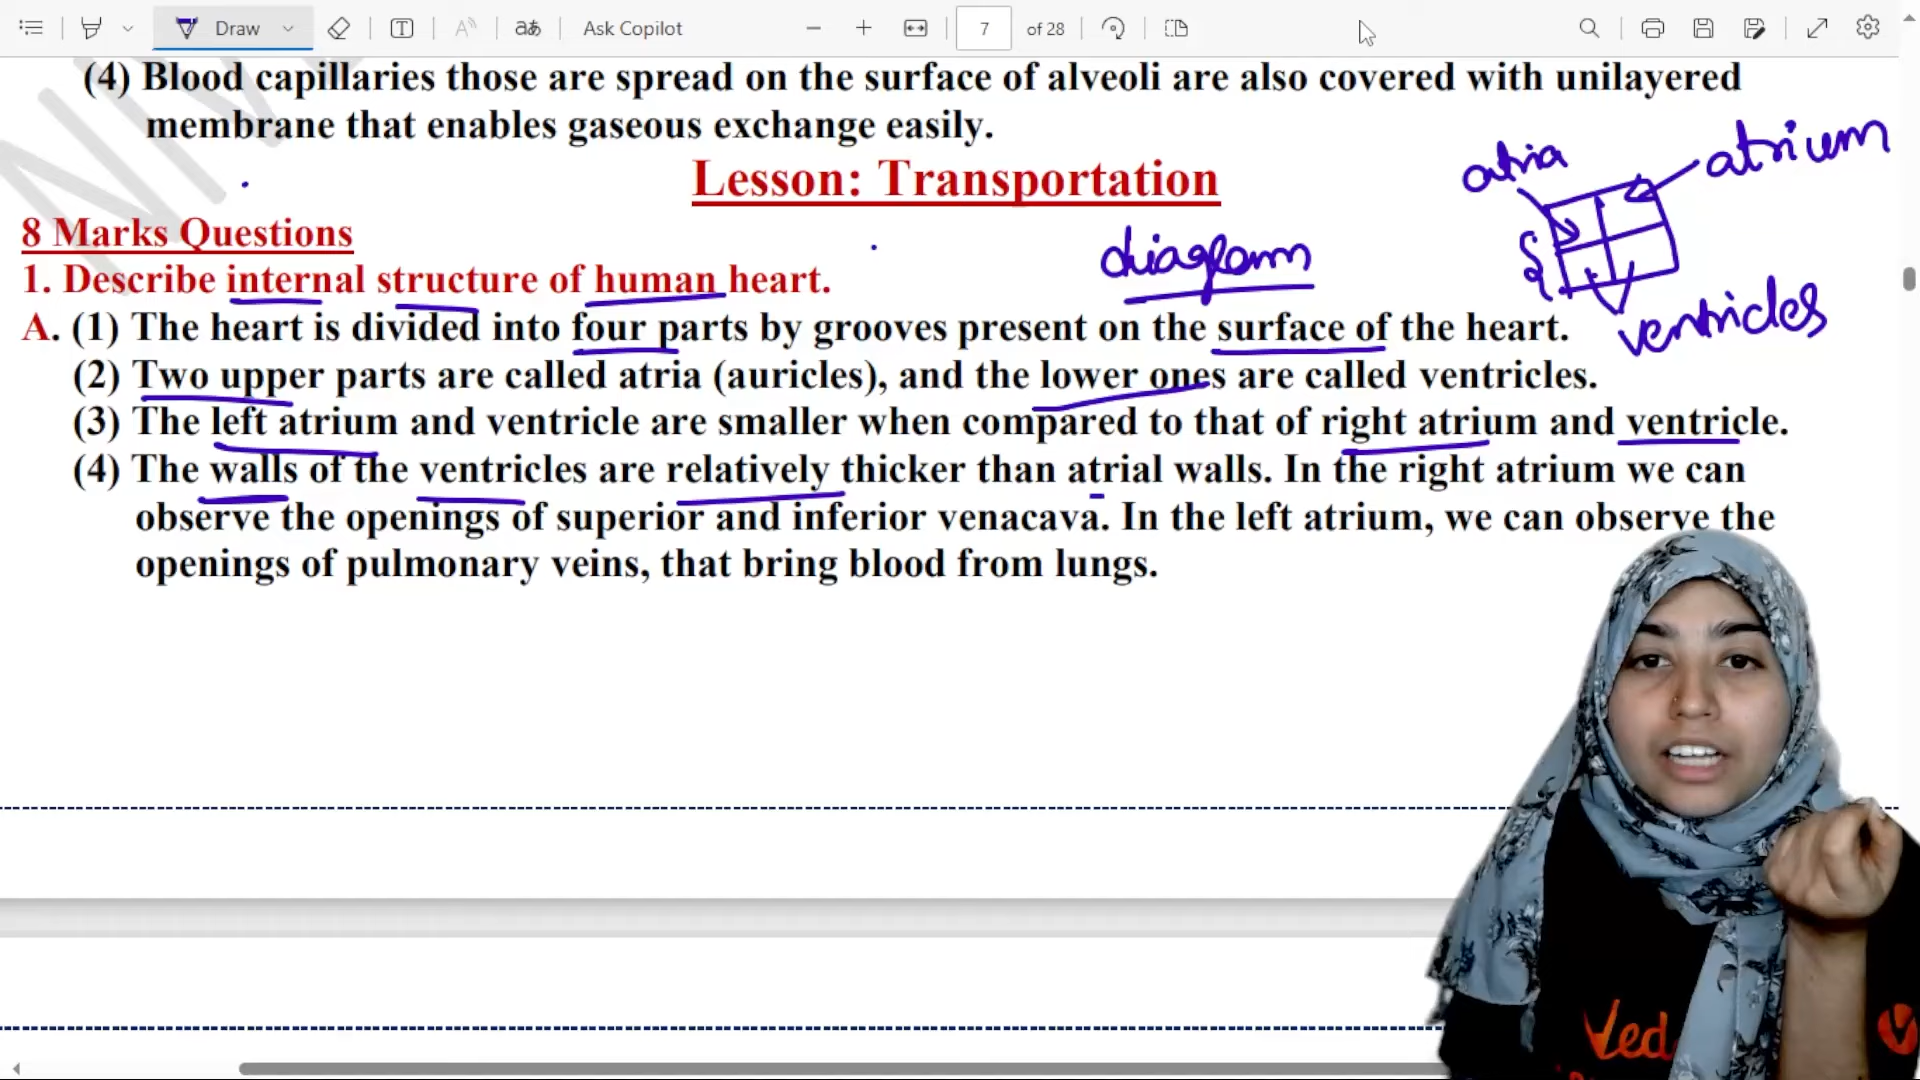 Draw
Ask Copilot
7 of 28
(4) Blood capillaries those are spread on the surface of alveoli are also covered with unilayered
membrane that enables gaseous exchange easily.
Lesson: Transportation
atria
atrium
8 Marks Questions
diagram
1. Describe internal structure of human heart.
ventricles
A. (1) The heart is divided into four parts by grooves present on the surface of the heart.
(2) Two upper parts are called atria (auricles), and the lower ones are called ventricles.
(3) The left atrium and ventricle are smaller when compared to that of right atrium and ventricle.
(4) The walls of the ventricles are relatively thicker than atrial walls. In the right atrium we can
observe the openings of superior and inferior venacava. In the left atrium, we can observe the
openings of pulmonary veins, that bring blood from lungs.